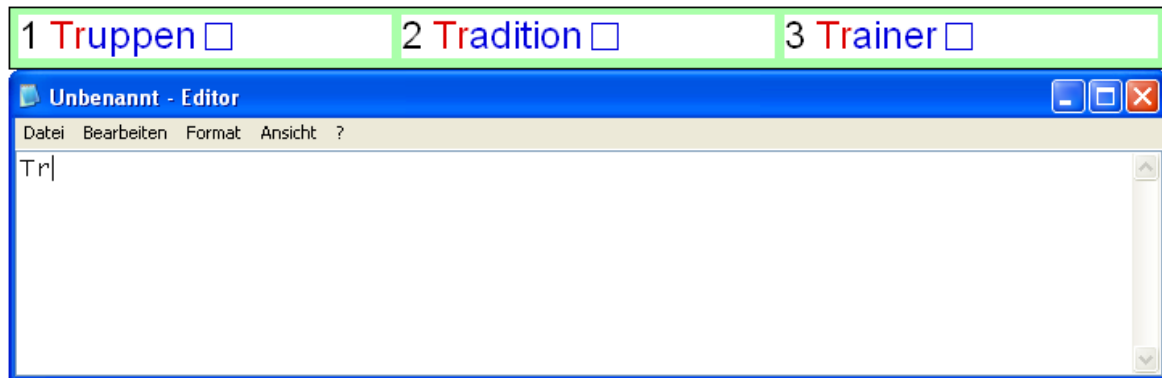 1 Truppen □ 2 Tradition □ 3 Trainer □
Unbenannt - Editor
Datei Bearbeiten Format Ansicht ?
Tr